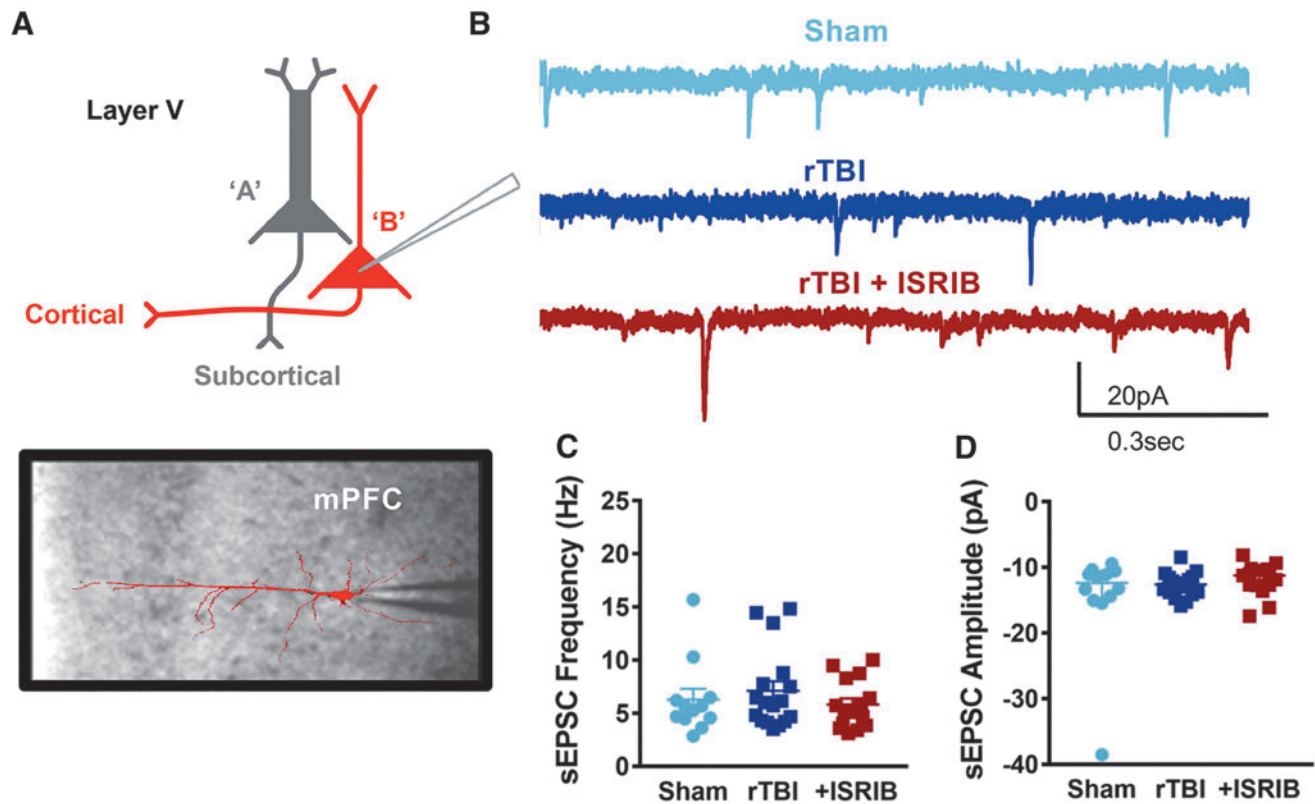 A
Layer V
‘A’
‘B’
Cortical
Subcortical
mPFC
B
Sham
rTBI
rTBI + ISRIB
20pA
0.3sec
C
sEPSC Frequency (Hz)
25
20
15
10
5
0
Sham rTBI +ISRIB
D
sEPSC Amplitude (pA)
0
-10
-20
-30
-40
Sham rTBI +ISRIB